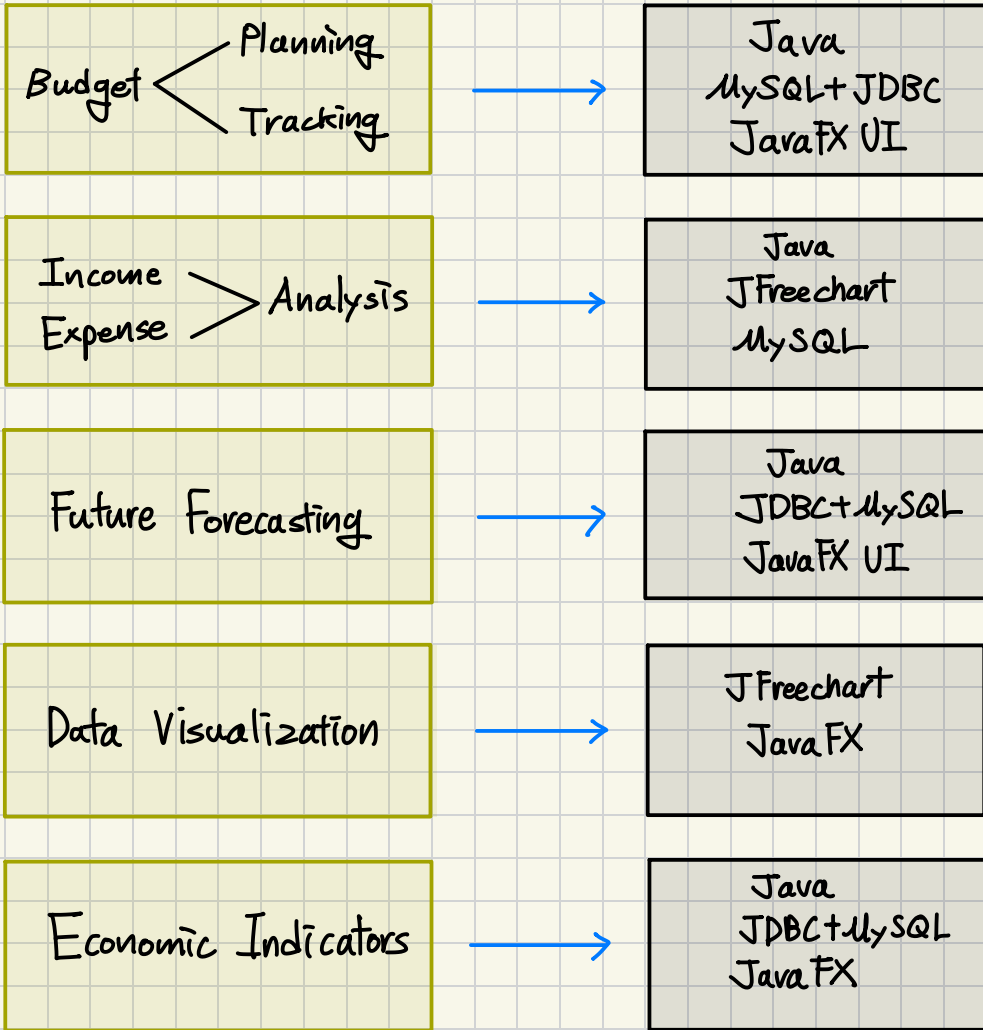 Planning
Budget
Tracking
Java
MySQL+JDBC
JavaFX UI
Income
Expense
Analysis
Java
JFreechart
MySQL
Future Forecasting
Java
JDBC+MySQL
JavaFX UI
Data Visualization
JFreechart
JavaFX
Economic Indicators
Java
JDBC+MySQL
JavaFX